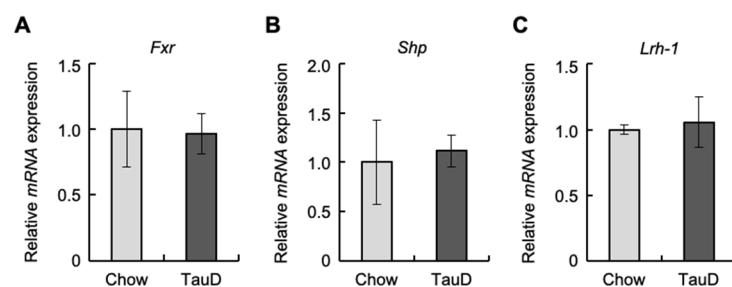 A
Fxr
Relative mRNA expression
1.5
1.0
0.5
0
Chow TauD
B
Shp
Relative mRNA expression
2.0
1.5
1.0
0.5
0
Chow TauD
C
Lrh-1
Relative mRNA expression
1.5
1.0
0.5
0
Chow TauD